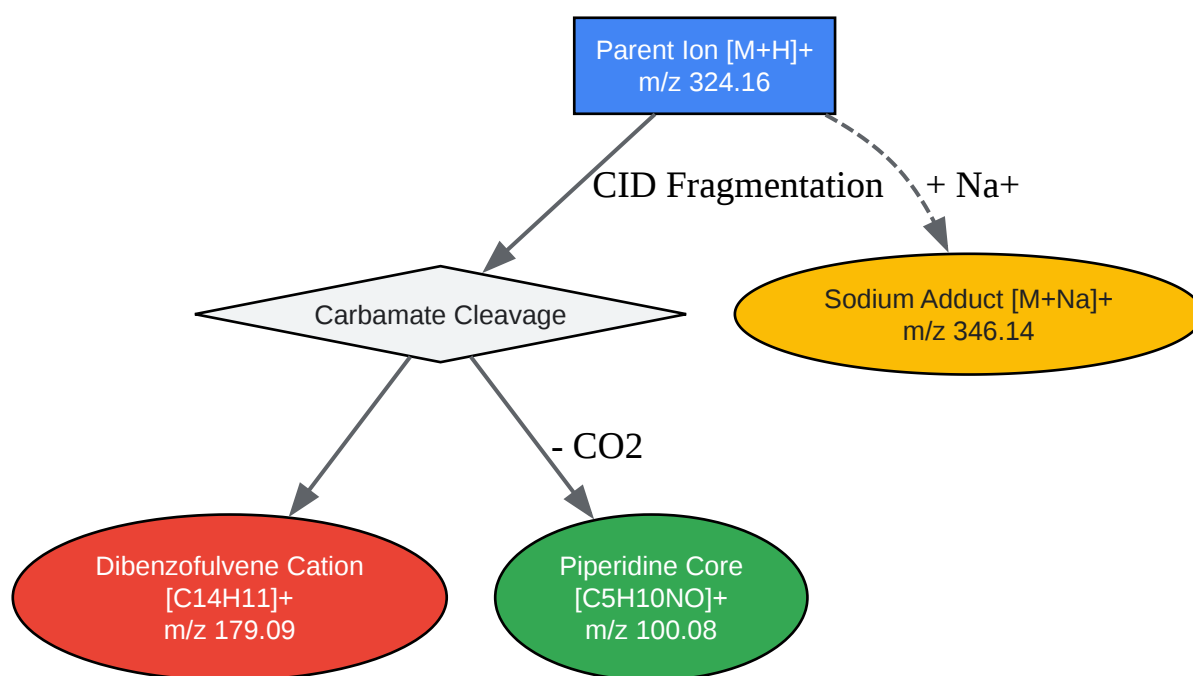 Parent Ion [M+H]+
m/z 324.16
CID Fragmentation
+ Na+
Carbamate Cleavage
Sodium Adduct [M+Na]+
m/z 346.14
- CO2
Dibenzofulvene Cation
[C14H11]+
m/z 179.09
Piperidine Core
[C5H10NO]+
m/z 100.08